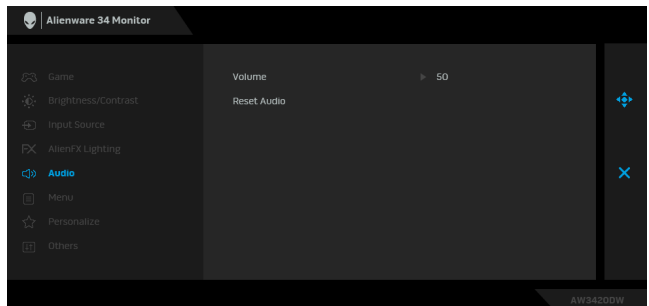 Alienware 34 Monitor
Game
Brightness/Contrast
Input Source
AlienFX Lighting
Audio
Menu
Personalize
Others
Volume 50
Reset Audio
AW3420DW